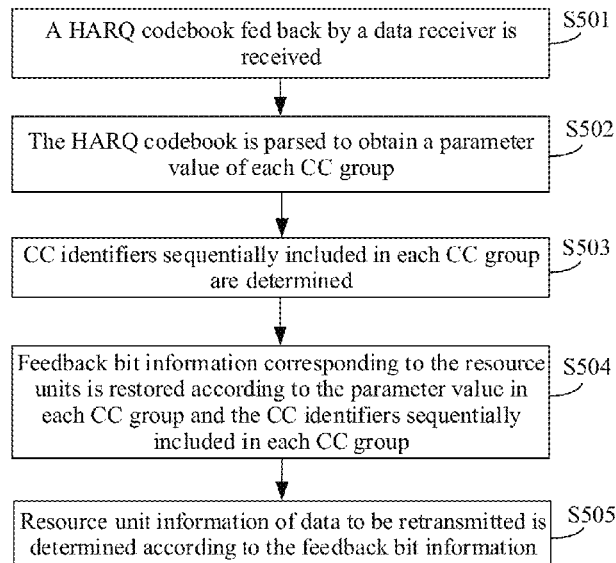 S501
A HARQ codebook fed back by a data receiver is
received
S502
The HARQ codebook is parsed to obtain a parameter
value of each CC group
S503
CC identifiers sequentially included in each CC group
are determined
S504
Feedback bit information corresponding to the resource
units is restored according to the parameter value in
each CC group and the CC identifiers sequentially
included in each CC group
S505
Resource unit information of data to be retransmitted is
determined according to the feedback bit information